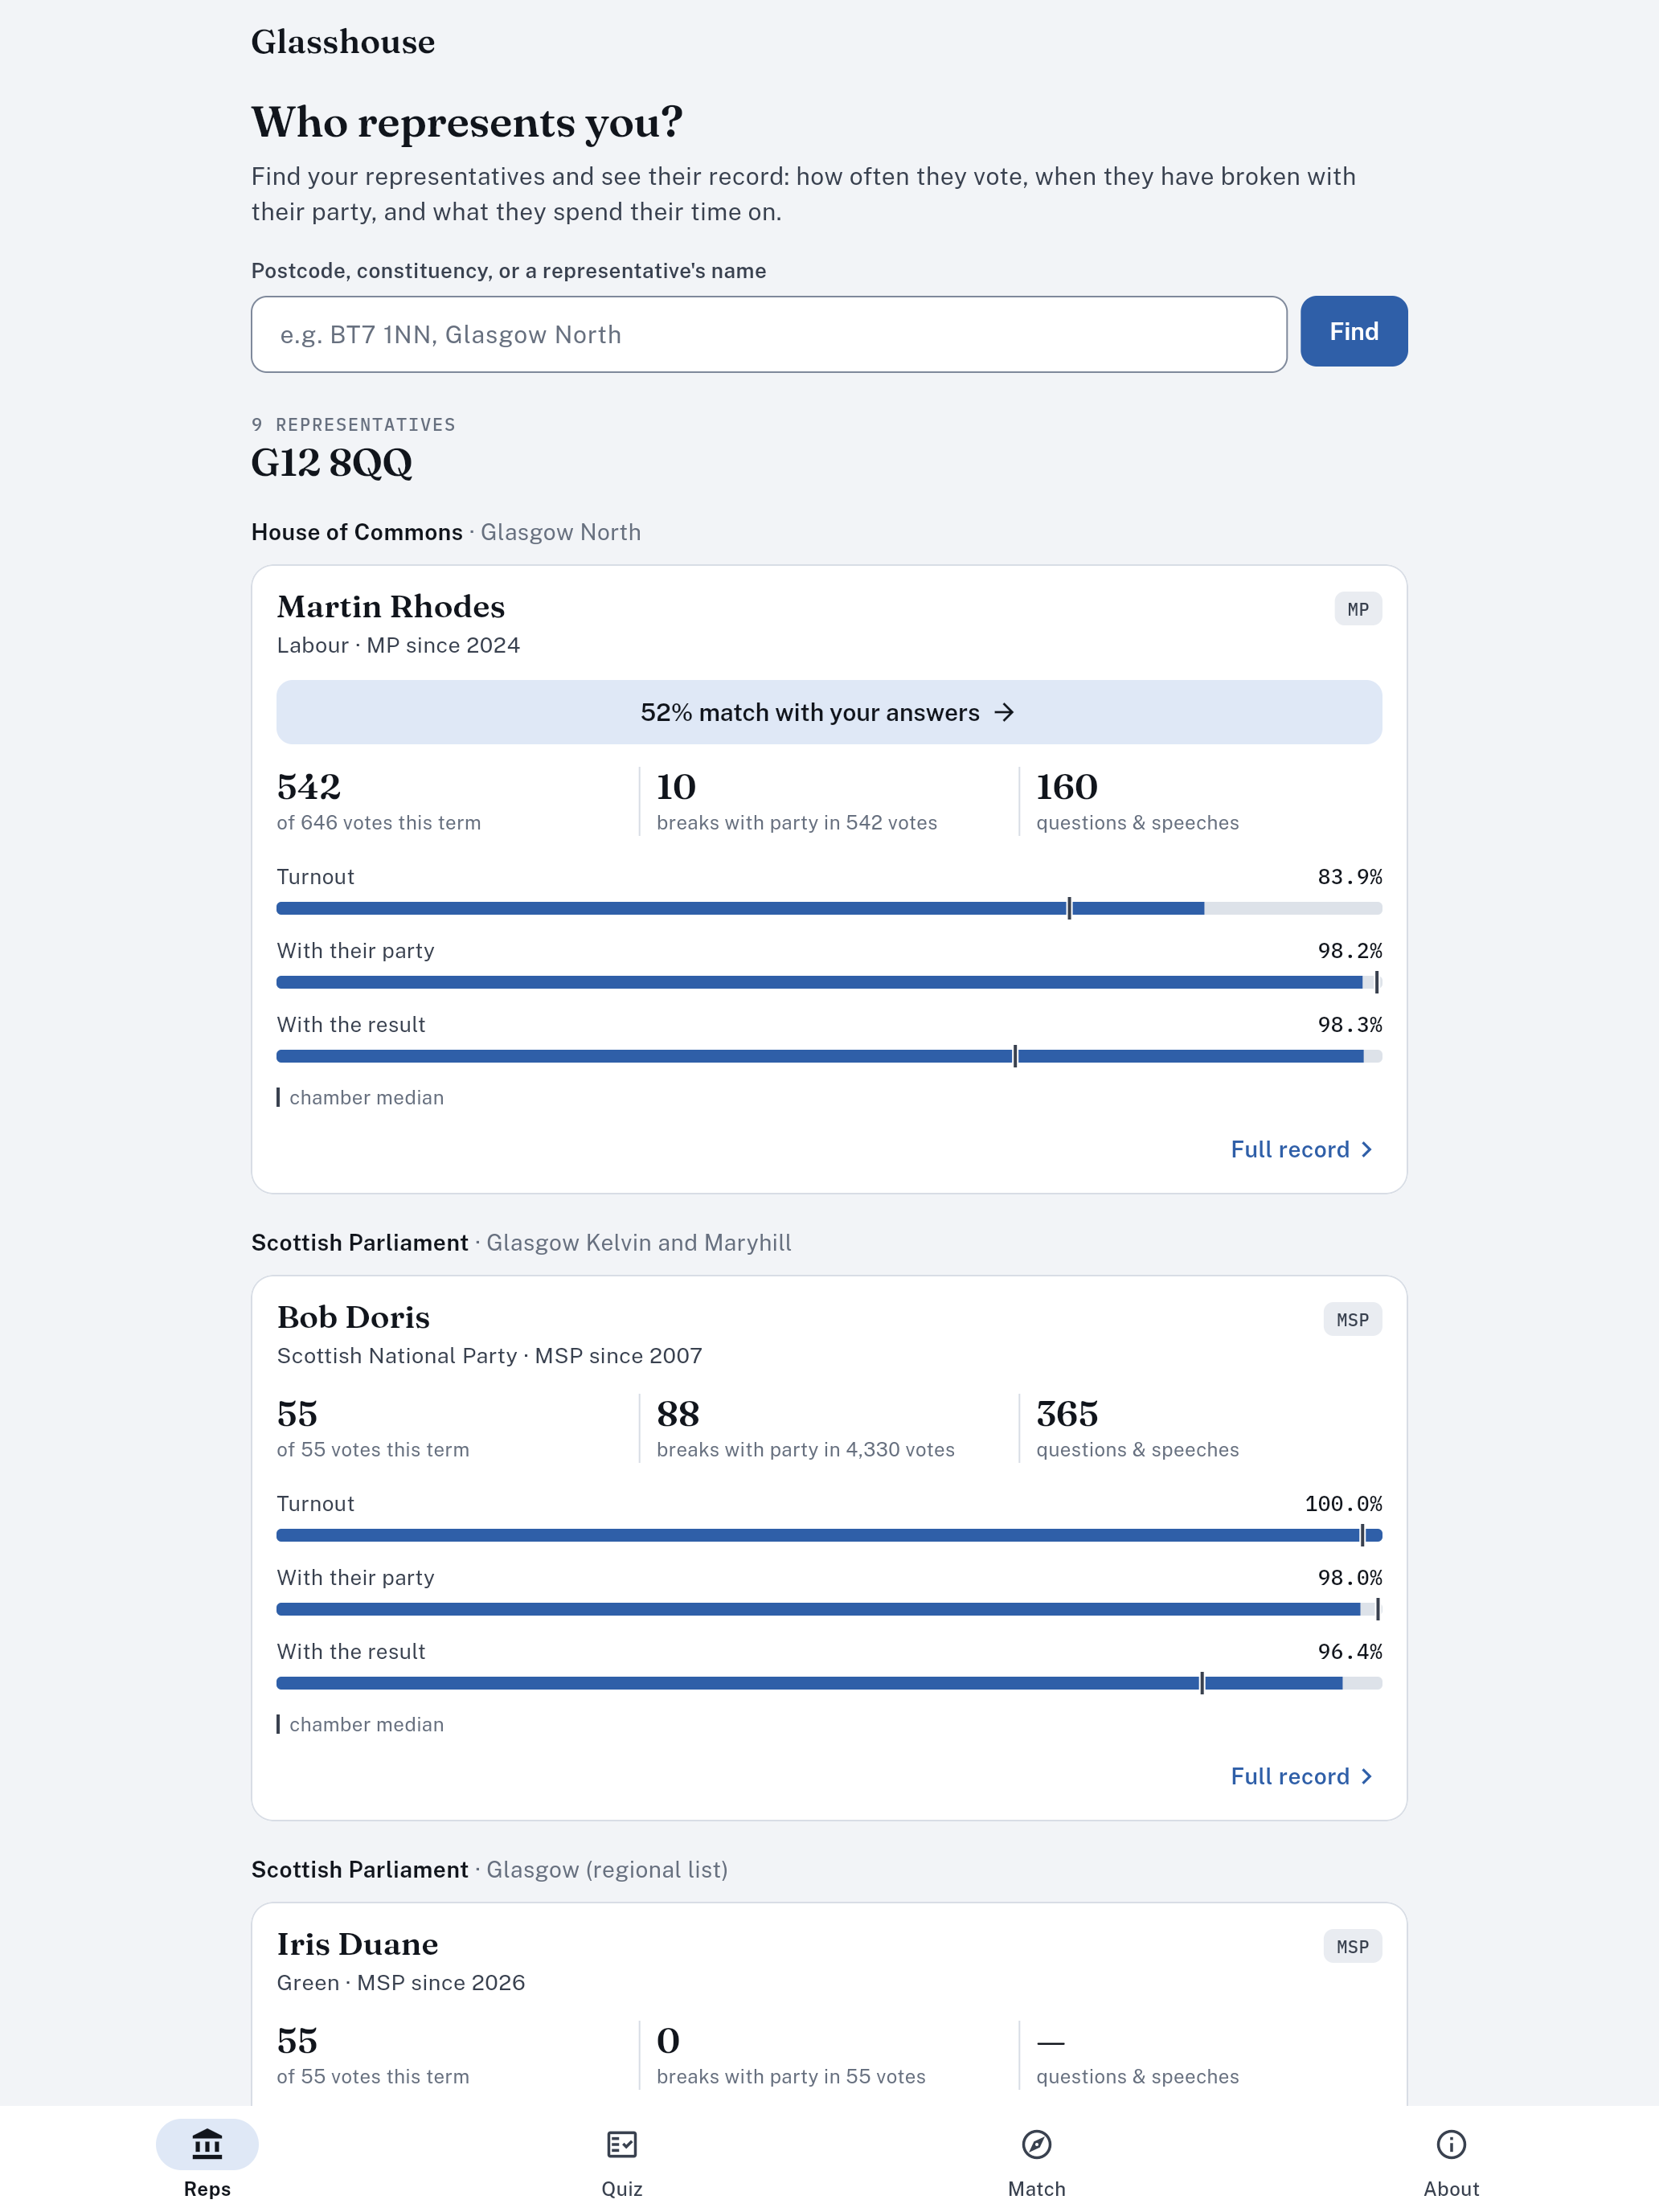 Glasshouse
Who represents you?
Find your representatives and see their record: how often they vote, when they have broken with
their party, and what they spend their time on.
Postcode, constituency, or a representative's name
e.g. BT7 1NN, Glasgow North
Find
9 REPRESENTATIVES
G12 8QQ
House of Commons · Glasgow North
Martin Rhodes
MP
Labour · MP since 2024
52% match with your answers →
542
10
160
of 646 votes this term
breaks with party in 542 votes
questions & speeches
Turnout
83.9%
With their party
98.2%
With the result
98.3%
chamber median
Full record >
Scottish Parliament · Glasgow Kelvin and Maryhill
Bob Doris
MSP
Scottish National Party · MSP since 2007
55
88
365
of 55 votes this term
breaks with party in 4,330 votes
questions & speeches
Turnout
100.0%
With their party
98.0%
With the result
96.4%
chamber median
Full record >
Scottish Parliament · Glasgow (regional list)
Iris Duane
MSP
Green · MSP since 2026
55
0
—
of 55 votes this term
breaks with party in 55 votes
questions & speeches
Reps
Quiz
Match
About